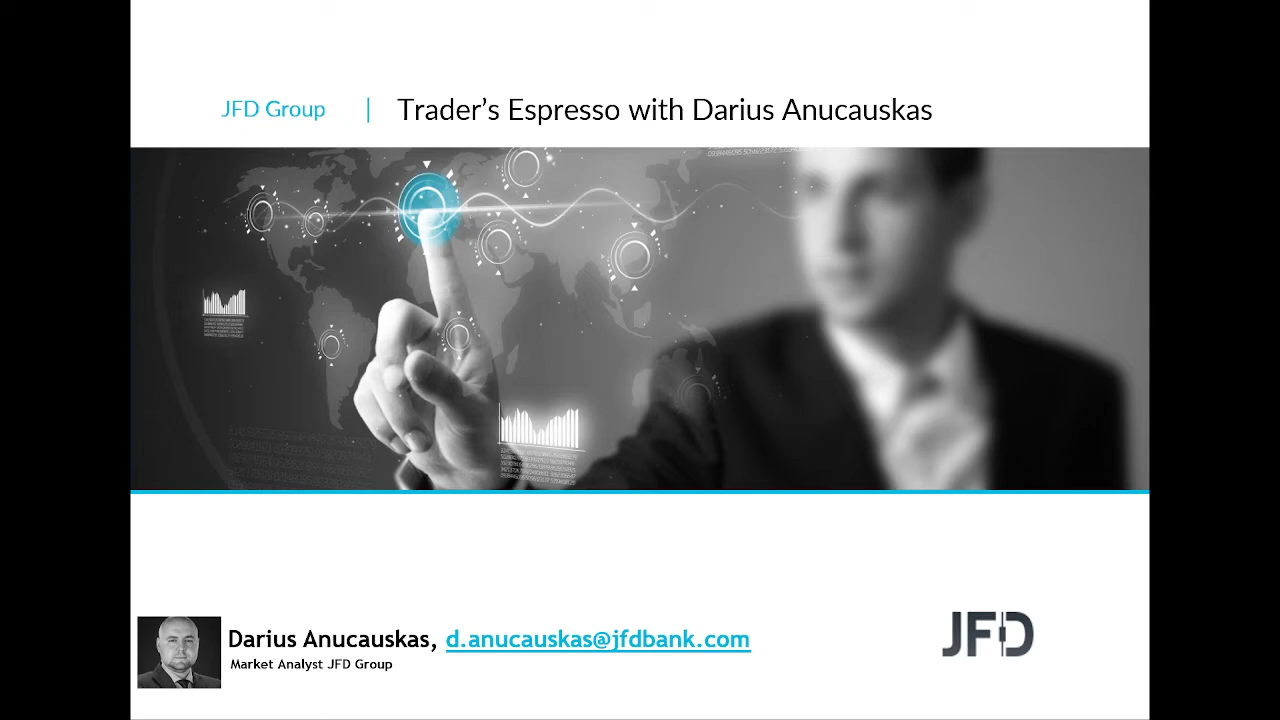 JFD Group | Trader's Espresso with Darius Anucauskas
Darius Anucauskas, d.anucauskas@jfdbank.com
Market Analyst JFD Group
JFD